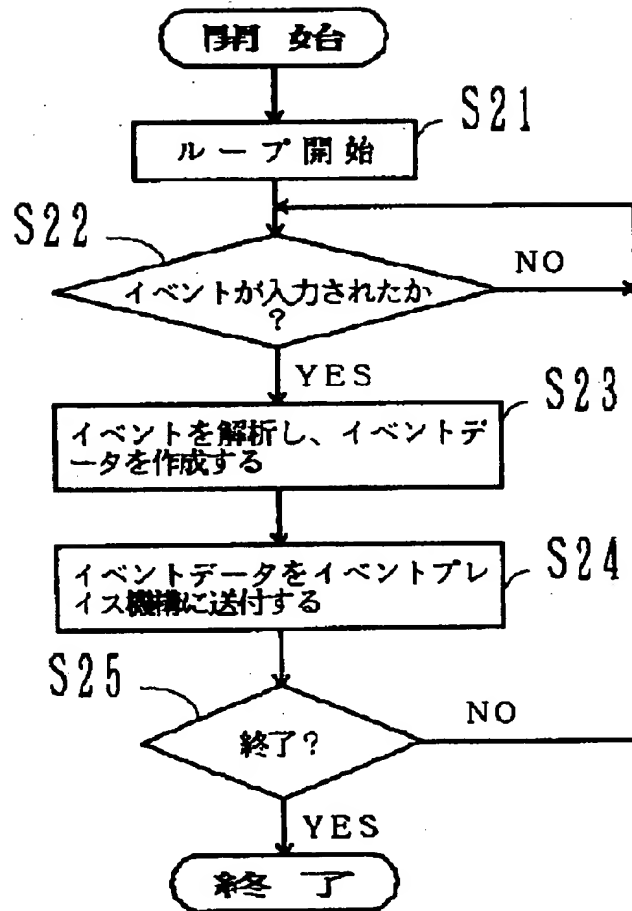 開始
S21
ループ開始
S22
イベントが入力されたか
?
NO
YES
S23
イベントを解析し、イベントデ
ータを作成する
S24
イベントデータをイベントプレ
イス機構に送付する
S25
終了?
NO
YES
終了